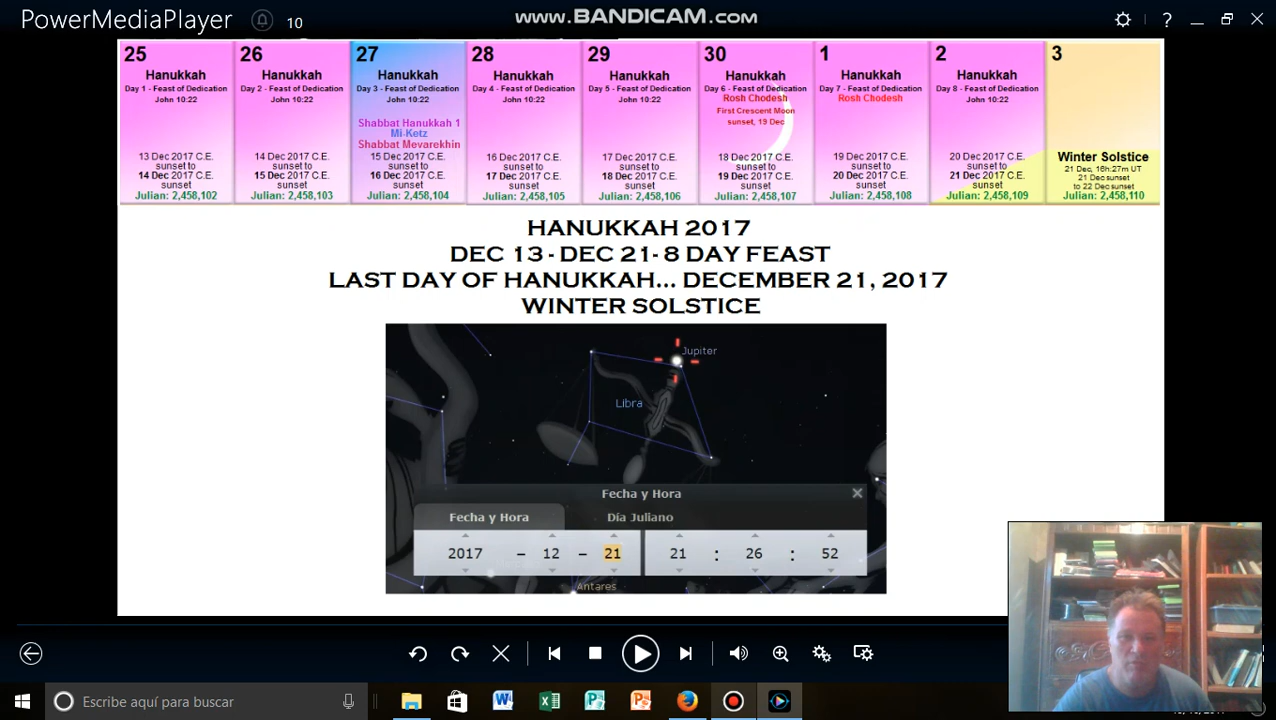 PowerMediaPlayer
10
www.BANDICAM.com
25
Hanukkah
Day 1 - Feast of Dedication
John 10:22
13 Dec 2017 C.E.
sunset to
14 Dec 2017 C.E.
sunset
Julian: 2,458,102
26
Hanukkah
Day 2 - Feast of Dedication
John 10:22
14 Dec 2017 C.E.
sunset to
15 Dec 2017 C.E.
sunset
Julian: 2,458,103
27
Hanukkah
Day 3 - Feast of Dedication
John 10:22
Shabbat Hanukkah 1
Mi-Ketz
Shabbat Mevarekhin
15 Dec 2017 C.E.
sunset to
16 Dec 2017 C.E.
sunset
Julian: 2,458,104
28
Hanukkah
Day 4 - Feast of Dedication
John 10:22
16 Dec 2017 C.E.
sunset to
17 Dec 2017 C.E.
sunset
Julian: 2,458,105
29
Hanukkah
Day 5 - Feast of Dedication
John 10:22
17 Dec 2017 C.E.
sunset to
18 Dec 2017 C.E.
sunset
Julian: 2,458,106
30
Hanukkah
Day 6 - Feast of Dedication
Rosh Chodesh
First Crescent Moon
sunset, 19 Dec
18 Dec 2017 C.E.
sunset to
19 Dec 2017 C.E.
sunset
Julian: 2,458,107
1
Hanukkah
Day 7 - Feast of Dedication
Rosh Chodesh
19 Dec 2017 C.E.
sunset to
20 Dec 2017 C.E.
sunset
Julian: 2,458,108
2
Hanukkah
Day 8 - Feast of Dedication
John 10:22
20 Dec 2017 C.E.
sunset to
21 Dec 2017 C.E.
sunset
Julian: 2,458,109
3
Winter Solstice
21 Dec, 16h:27m UT
21 Dec sunset
to 22 Dec sunset
Julian: 2,458,110
HANUKKAH 2017
DEC 13 - DEC 21- 8 DAY FEAST
LAST DAY OF HANUKKAH... DECEMBER 21, 2017
WINTER SOLSTICE
Jupiter
Libra
Fecha y Hora
Fecha y Hora
Día Juliano
2017 - 12 - 21
21 : 26 : 52
Antares
Escribe aquí para buscar